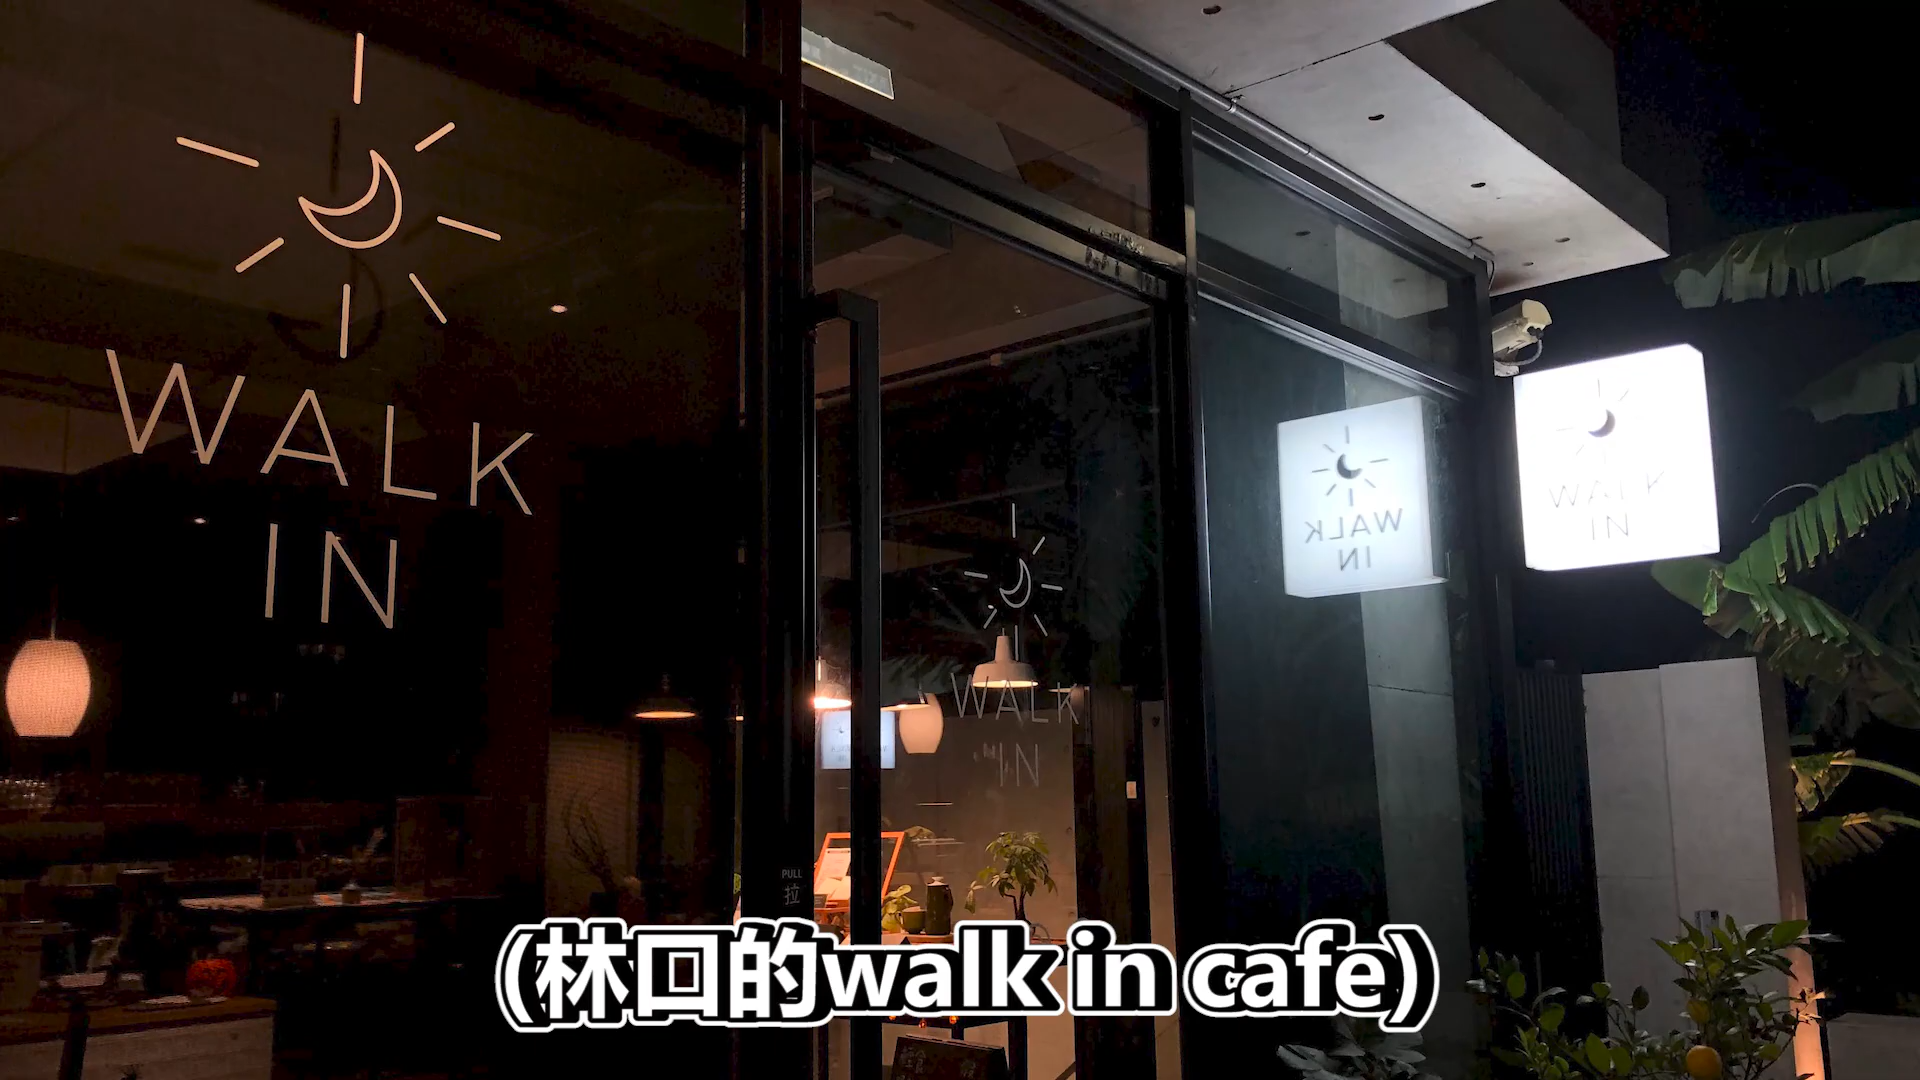 WALK
IN
WALK
IN
WALK
IN
WALK
IN
PULL
拉
(林口的walk in cafe)